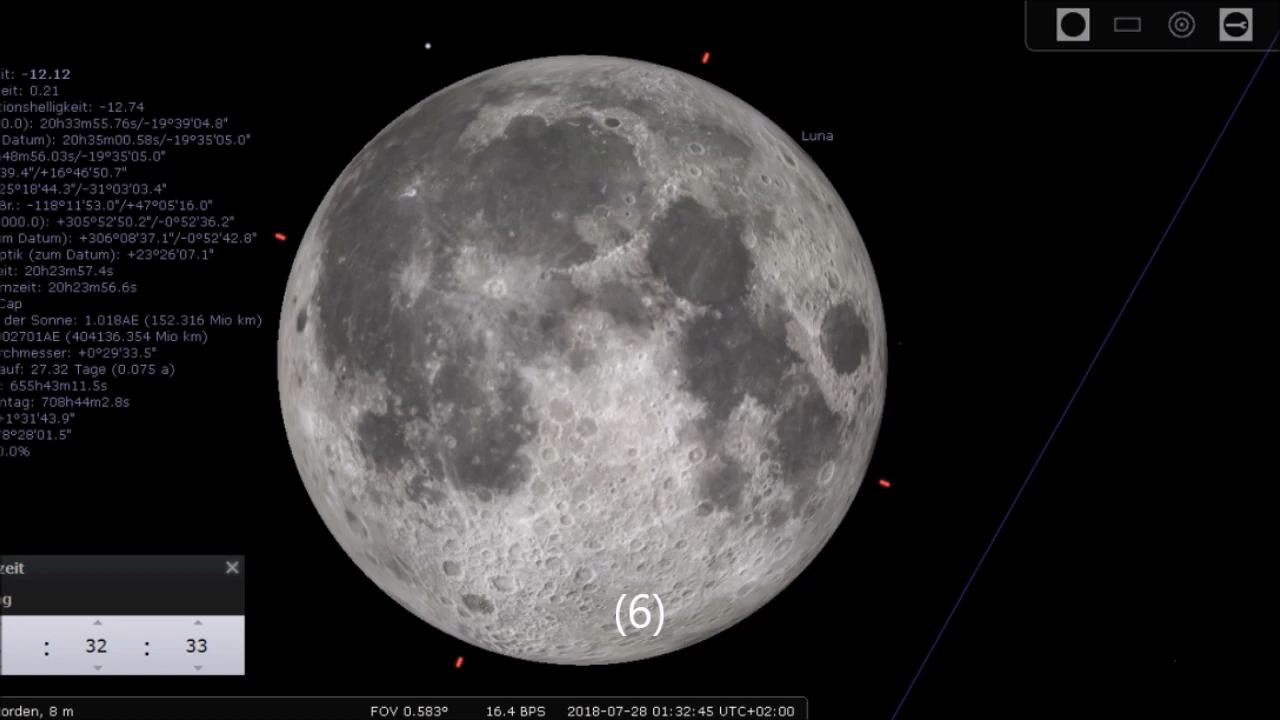 it: -12.12
eit: 0.21
tionshelligkeit: -12.74
0.0): 20h33m55.76s/-19°39'04.8"
Datum): 20h35m00.58s/-19°35'05.0"
48m56.03s/-19°35'05.0"
39.4"/+16°46'50.7"
25°18'44.3"/-31°03'03.4"
Br.: -118°11'53.0"/+47°05'16.0"
000.0): +305°52'50.2"/-0°52'36.2"
m Datum): +306°08'37.1"/-0°52'42.8"
ptik (zum Datum): +23°26'07.1"
eit: 20h23m57.4s
rnzeit: 20h23m56.6s
Cap
der Sonne: 1.018AE (152.316 Mio km)
02701AE (404136.354 Mio km)
rchmesser: +0°29'33.5"
auf: 27.32 Tage (0.075 a)
: 655h43m11.5s
ntag: 708h44m2.8s
+1°31'43.9"
8°28'01.5"
0.0%
Luna
zeit
g
: 32 : 33
(6)
orden, 8 m FOV 0.583° 16.4 BPS 2018-07-28 01:32:45 UTC+02:00